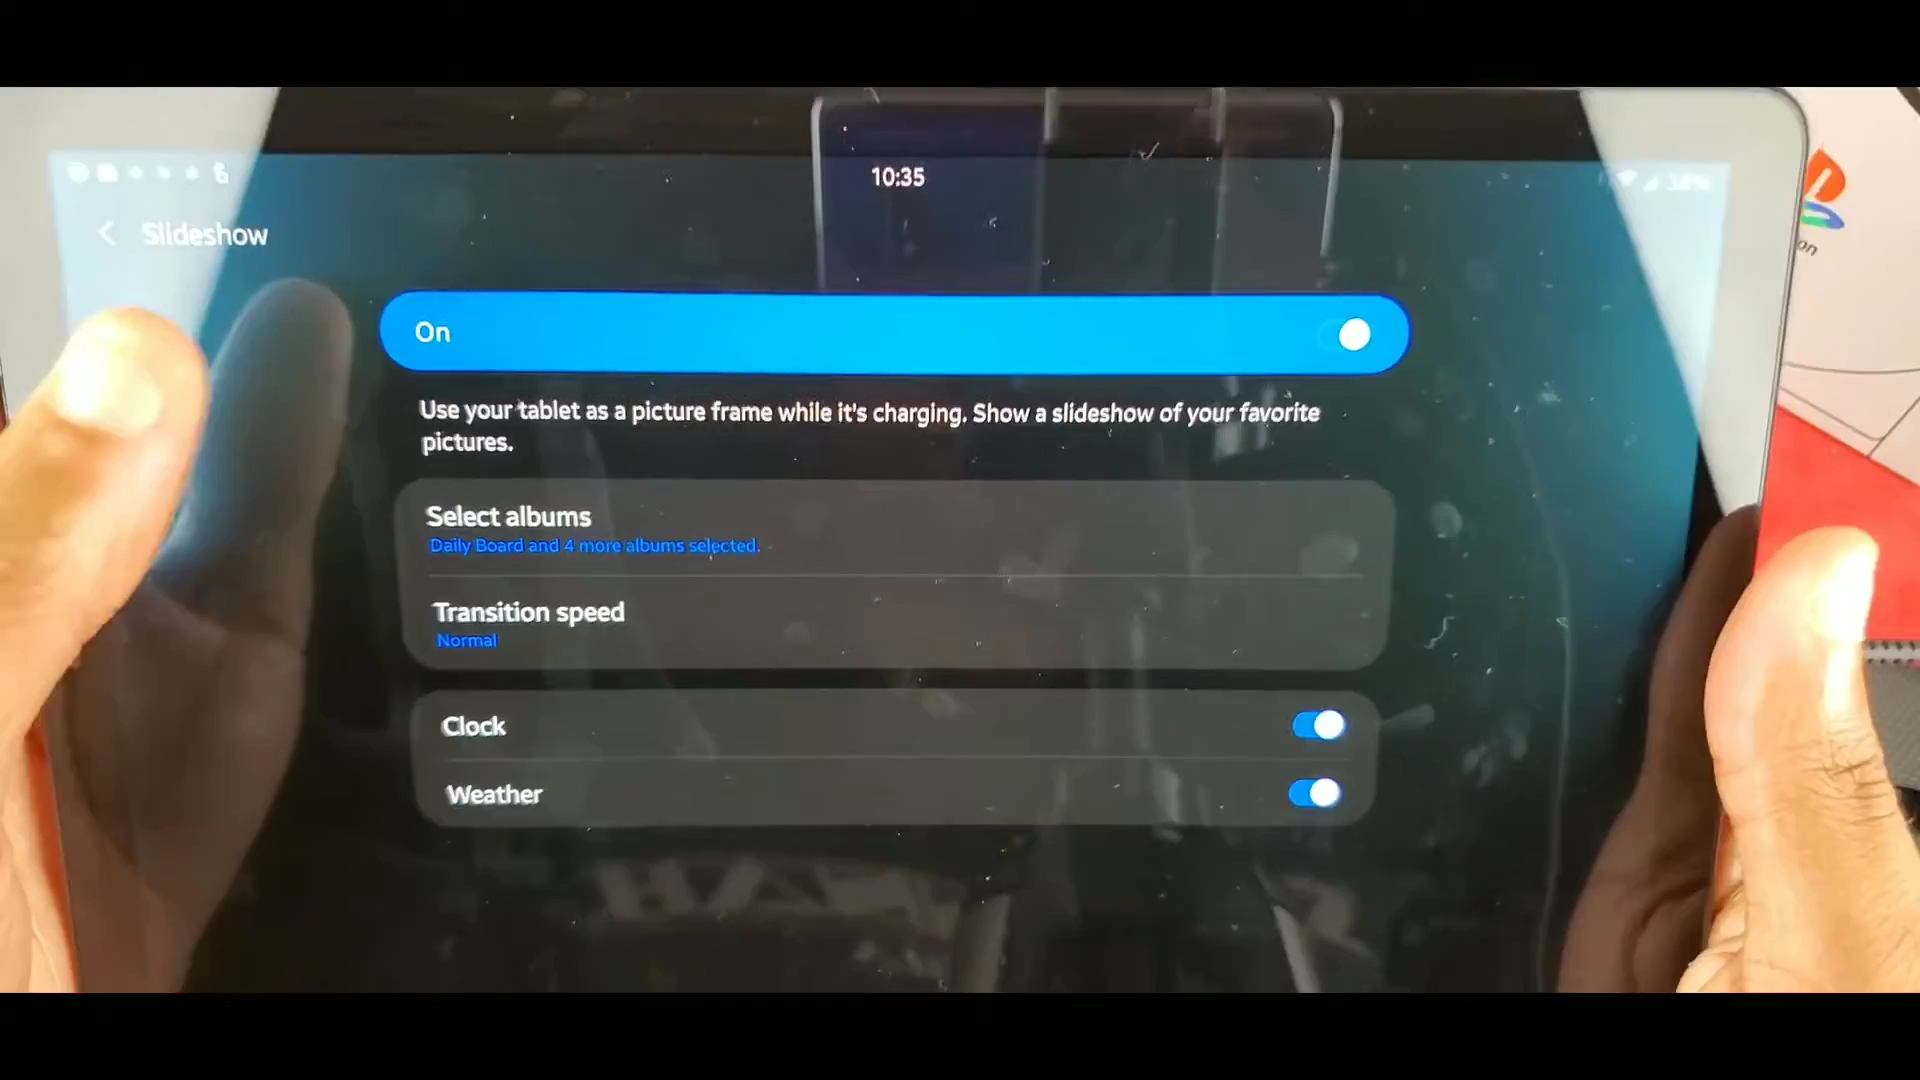 10:35
38%
Slideshow
On
Use your tablet as a picture frame while it's charging. Show a slideshow of your favorite
pictures.
Select albums
Daily Board and 4 more albums selected.
Transition speed
Normal
Clock
Weather